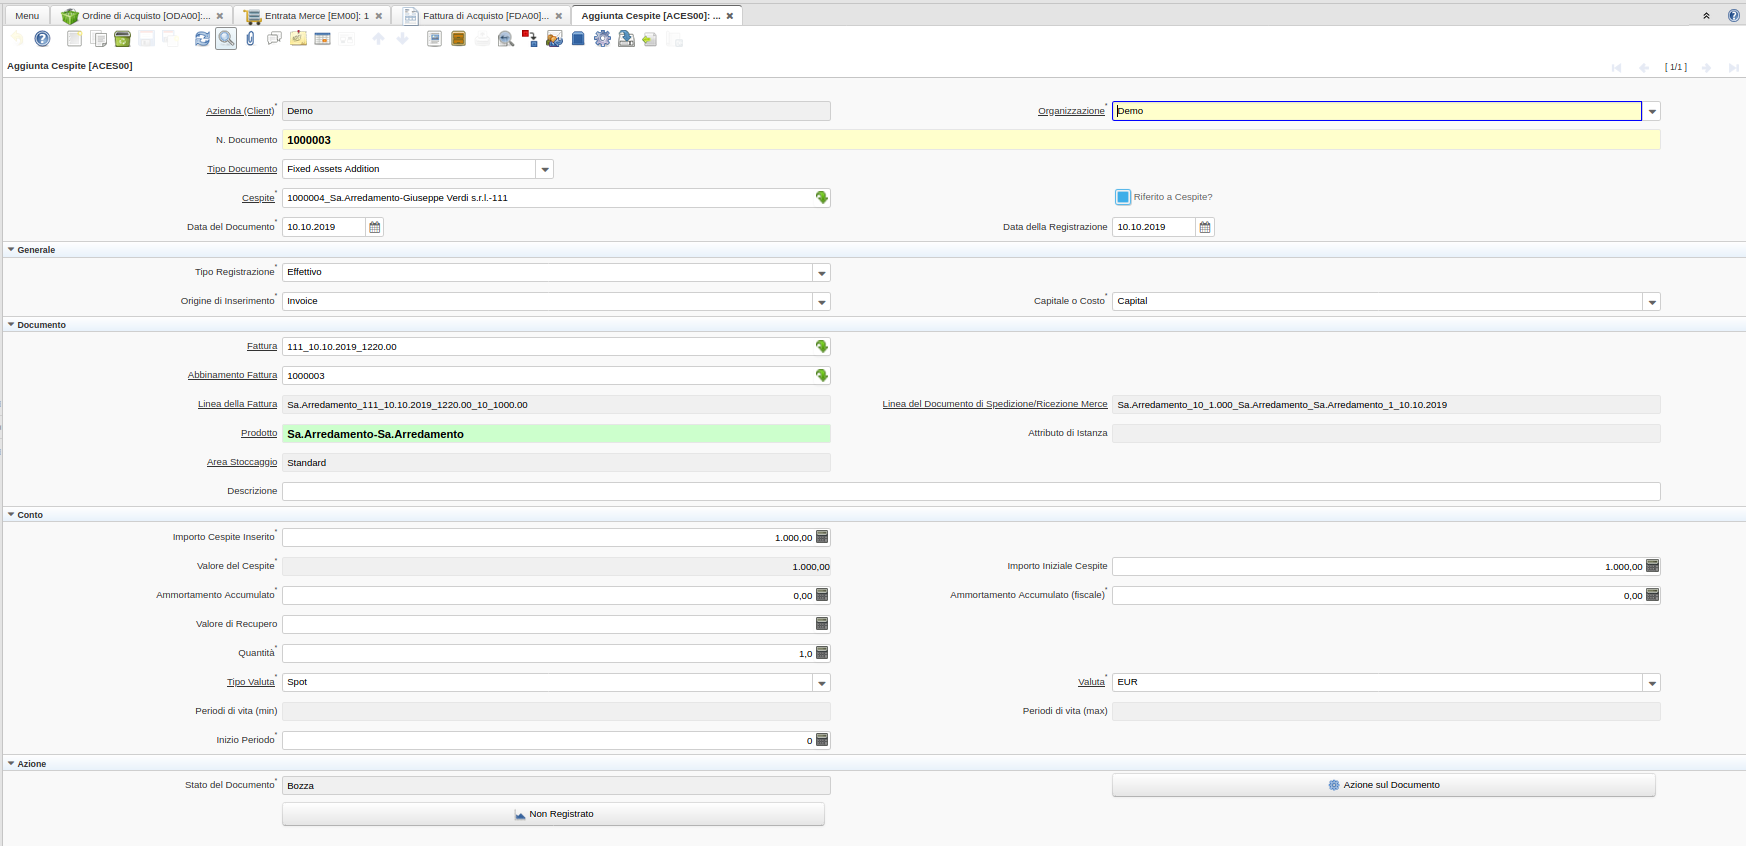 Menu Ordine di Acquisto [ODA00]:... Entrata Merce [EM00]: 1 Fattura di Acquisto [FDA00]... Aggiunta Cespite [ACES00]: ...
Aggiunta Cespite [ACES00] [ 1/1 ]
Azienda (Client)* Demo Organizzazione* Demo
N. Documento 1000003
Tipo Documento Fixed Assets Addition
Cespite* 1000004_Sa.Arredamento-Giuseppe Verdi s.r.l.-111 Riferito a Cespite?
Data del Documento* 10.10.2019 Data della Registrazione 10.10.2019
Generale
Tipo Registrazione* Effettivo
Origine di Inserimento* Invoice Capitale o Costo* Capital
Documento
Fattura 111_10.10.2019_1220.00
Abbinamento Fattura 1000003
Linea della Fattura Sa.Arredamento_111_10.10.2019_1220.00_10_1000.00 Linea del Documento di Spedizione/Ricezione Merce Sa.Arredamento_10_1.000_Sa.Arredamento_Sa.Arredamento_1_10.10.2019
Prodotto Sa.Arredamento-Sa.Arredamento Attributo di Istanza
Area Stoccaggio Standard
Descrizione
Conto
Importo Cespite Inserito* 1.000,00
Valore del Cespite* 1.000,00 Importo Iniziale Cespite 1.000,00
Ammortamento Accumulato* 0,00 Ammortamento Accumulato (fiscale)* 0,00
Valore di Recupero
Quantità* 1,0
Tipo Valuta* Spot Valuta* EUR
Periodi di vita (min) Periodi di vita (max)
Inizio Periodo* 0
Azione
Stato del Documento* Bozza Azione sul Documento
Non Registrato